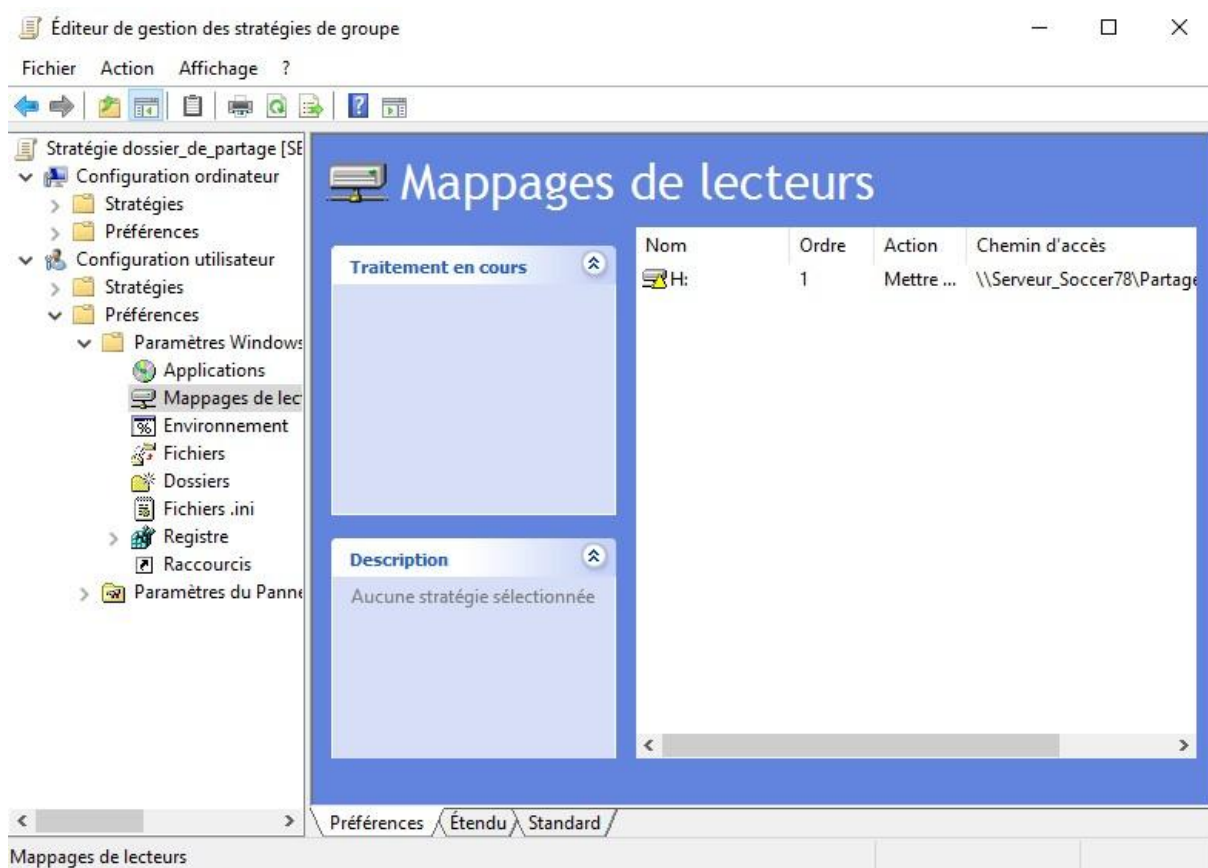 Éditeur de gestion des stratégies de groupe
Fichier Action Affichage ?
Stratégie dossier_de_partage [SE
Configuration ordinateur
Stratégies
Préférences
Configuration utilisateur
Stratégies
Préférences
Paramètres Windows
Applications
Mappages de lec
Environnement
Fichiers
Dossiers
Fichiers .ini
Registre
Raccourcis
Paramètres du Panne
Mappages de lecteurs
Traitement en cours
Description
Aucune stratégie sélectionnée
Nom Ordre Action Chemin d'accès
H: 1 Mettre ... \\Serveur_Soccer78\Partage
Préférences Étendu Standard
Mappages de lecteurs